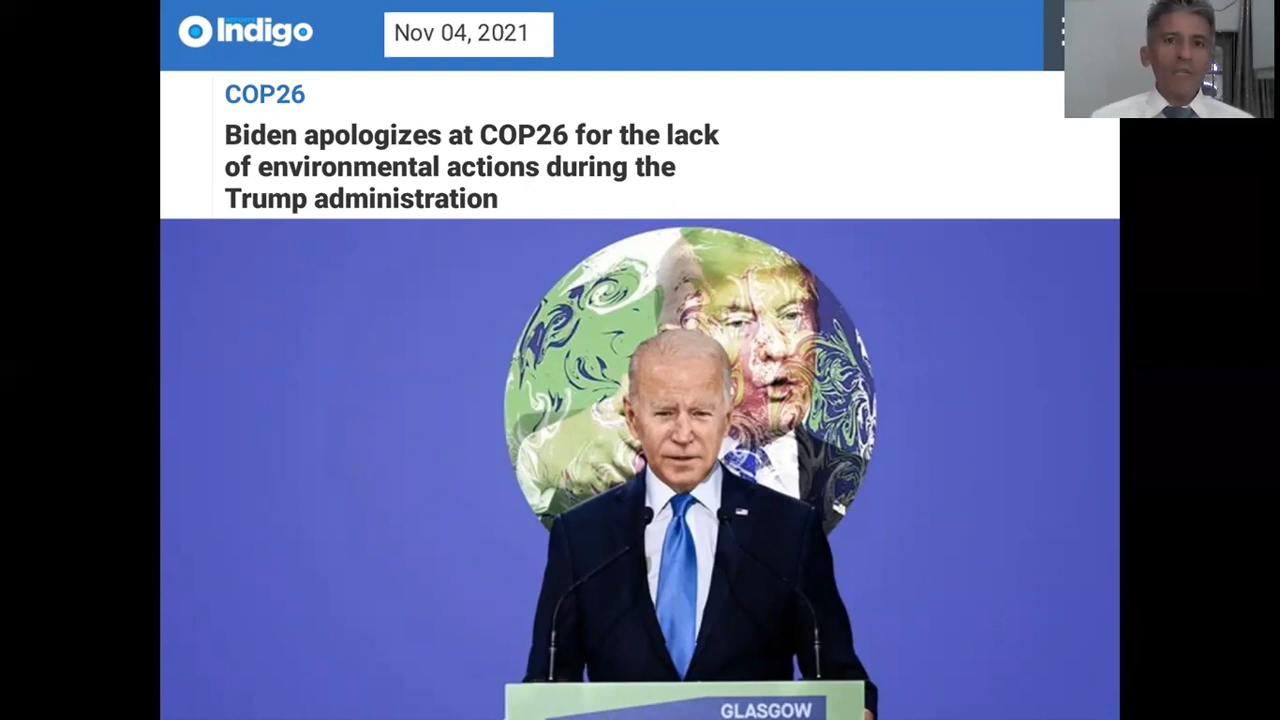 Indigo
Nov 04, 2021
COP26
Biden apologizes at COP26 for the lack
of environmental actions during the
Trump administration
GLASGOW